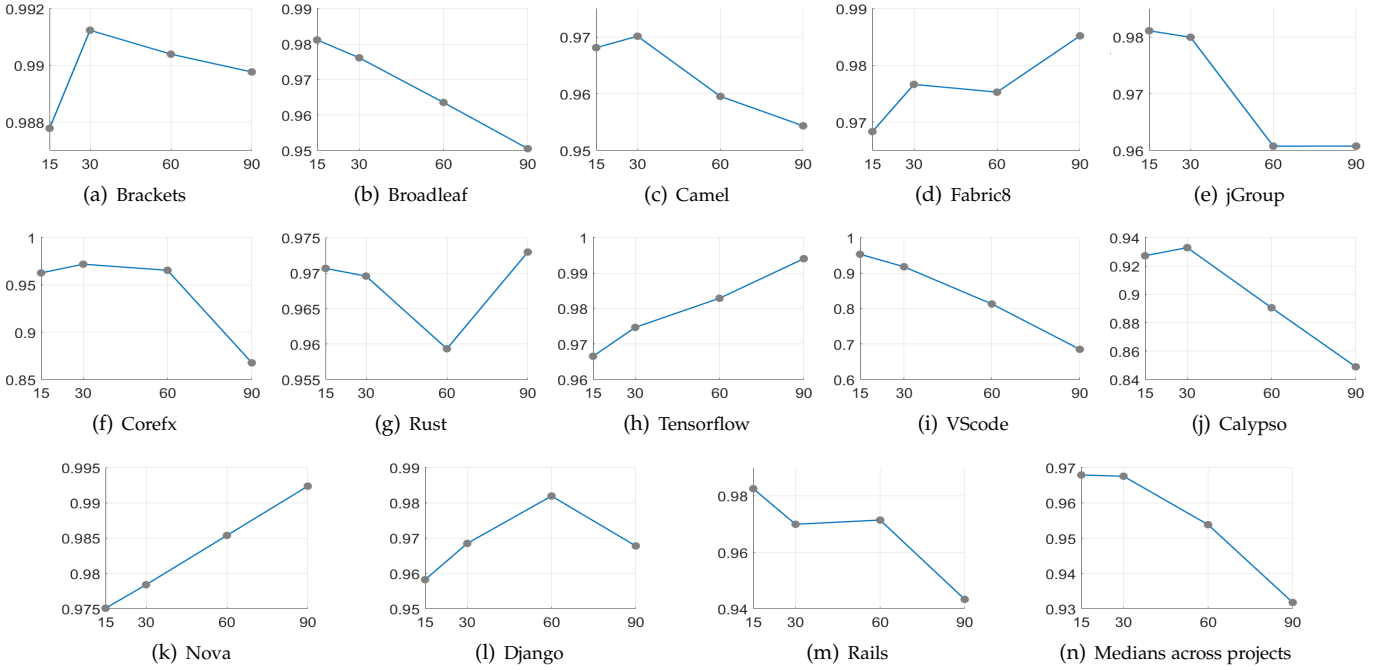 0.992
0.99
0.988
15 30 60 90
(a) Brackets
0.99
0.98
0.97
0.96
0.95
15 30 60 90
(b) Broadleaf
0.97
0.96
0.95
15 30 60 90
(c) Camel
0.99
0.98
0.97
15 30 60 90
(d) Fabric8
0.98
0.97
0.96
15 30 60 90
(e) jGroup
1
0.95
0.9
0.85
15 30 60 90
(f) Corefx
0.975
0.97
0.965
0.96
0.955
15 30 60 90
(g) Rust
1
0.99
0.98
0.97
0.96
15 30 60 90
(h) Tensorflow
1
0.9
0.8
0.7
0.6
15 30 60 90
(i) VScode
0.94
0.92
0.9
0.88
0.86
0.84
15 30 60 90
(j) Calypso
0.995
0.99
0.985
0.98
0.975
15 30 60 90
(k) Nova
0.99
0.98
0.97
0.96
0.95
15 30 60 90
(l) Django
0.98
0.96
0.94
15 30 60 90
(m) Rails
0.97
0.96
0.95
0.94
0.93
15 30 60 90
(n) Medians across projects